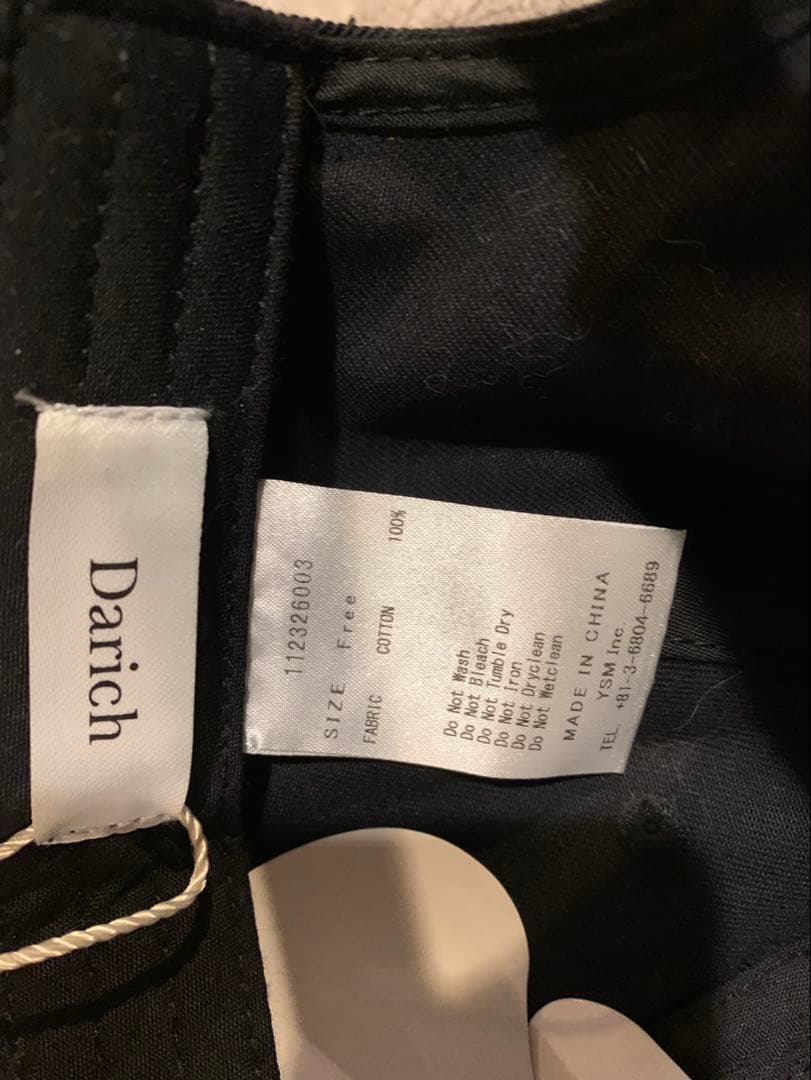 Darich
112326003
SIZE Free
FABRIC COTTON 100%
Do Not Wash
Do Not Bleach
Do Not Tumble Dry
Do Not Iron
Do Not Dryclean
Do Not Wetclean
MADE IN CHINA
YSM Inc.
TEL. +81-3-6804-6689